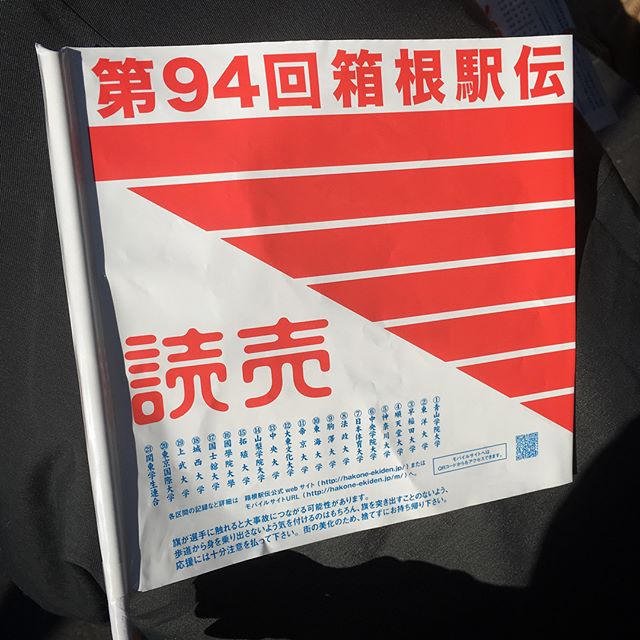 第94回箱根駅伝
読売
①青山学院大学
②東洋大学
③早稲田大学
④順天堂大学
⑤神奈川大学
⑥中央学院大学
⑦日本体育大学
⑧法政大学
⑨駒澤大学
⑩東海大学
⑪帝京大学
⑫大東文化大学
⑬中央大学
⑭山梨学院大学
⑮拓殖大学
⑯國學院大學
⑰国士舘大学
⑱城西大学
⑲上武大学
⑳東京国際大学
㉑関東学生連合
各区間の記録など詳細は 箱根駅伝公式webサイト(http://hakone-ekiden.jp/)または
モバイルサイトURL(http://hakone-ekiden.jp/m/)へ
モバイルサイトへは
QRコードからもアクセスできます。
旗が選手に触れると大事故につながる可能性があります。
歩道から身を乗り出さないよう気を付けるのはもちろん、旗を突き出すことのないよう、
応援には十分注意を払って下さい。街の美化のため、捨てずにお持ち帰り下さい。